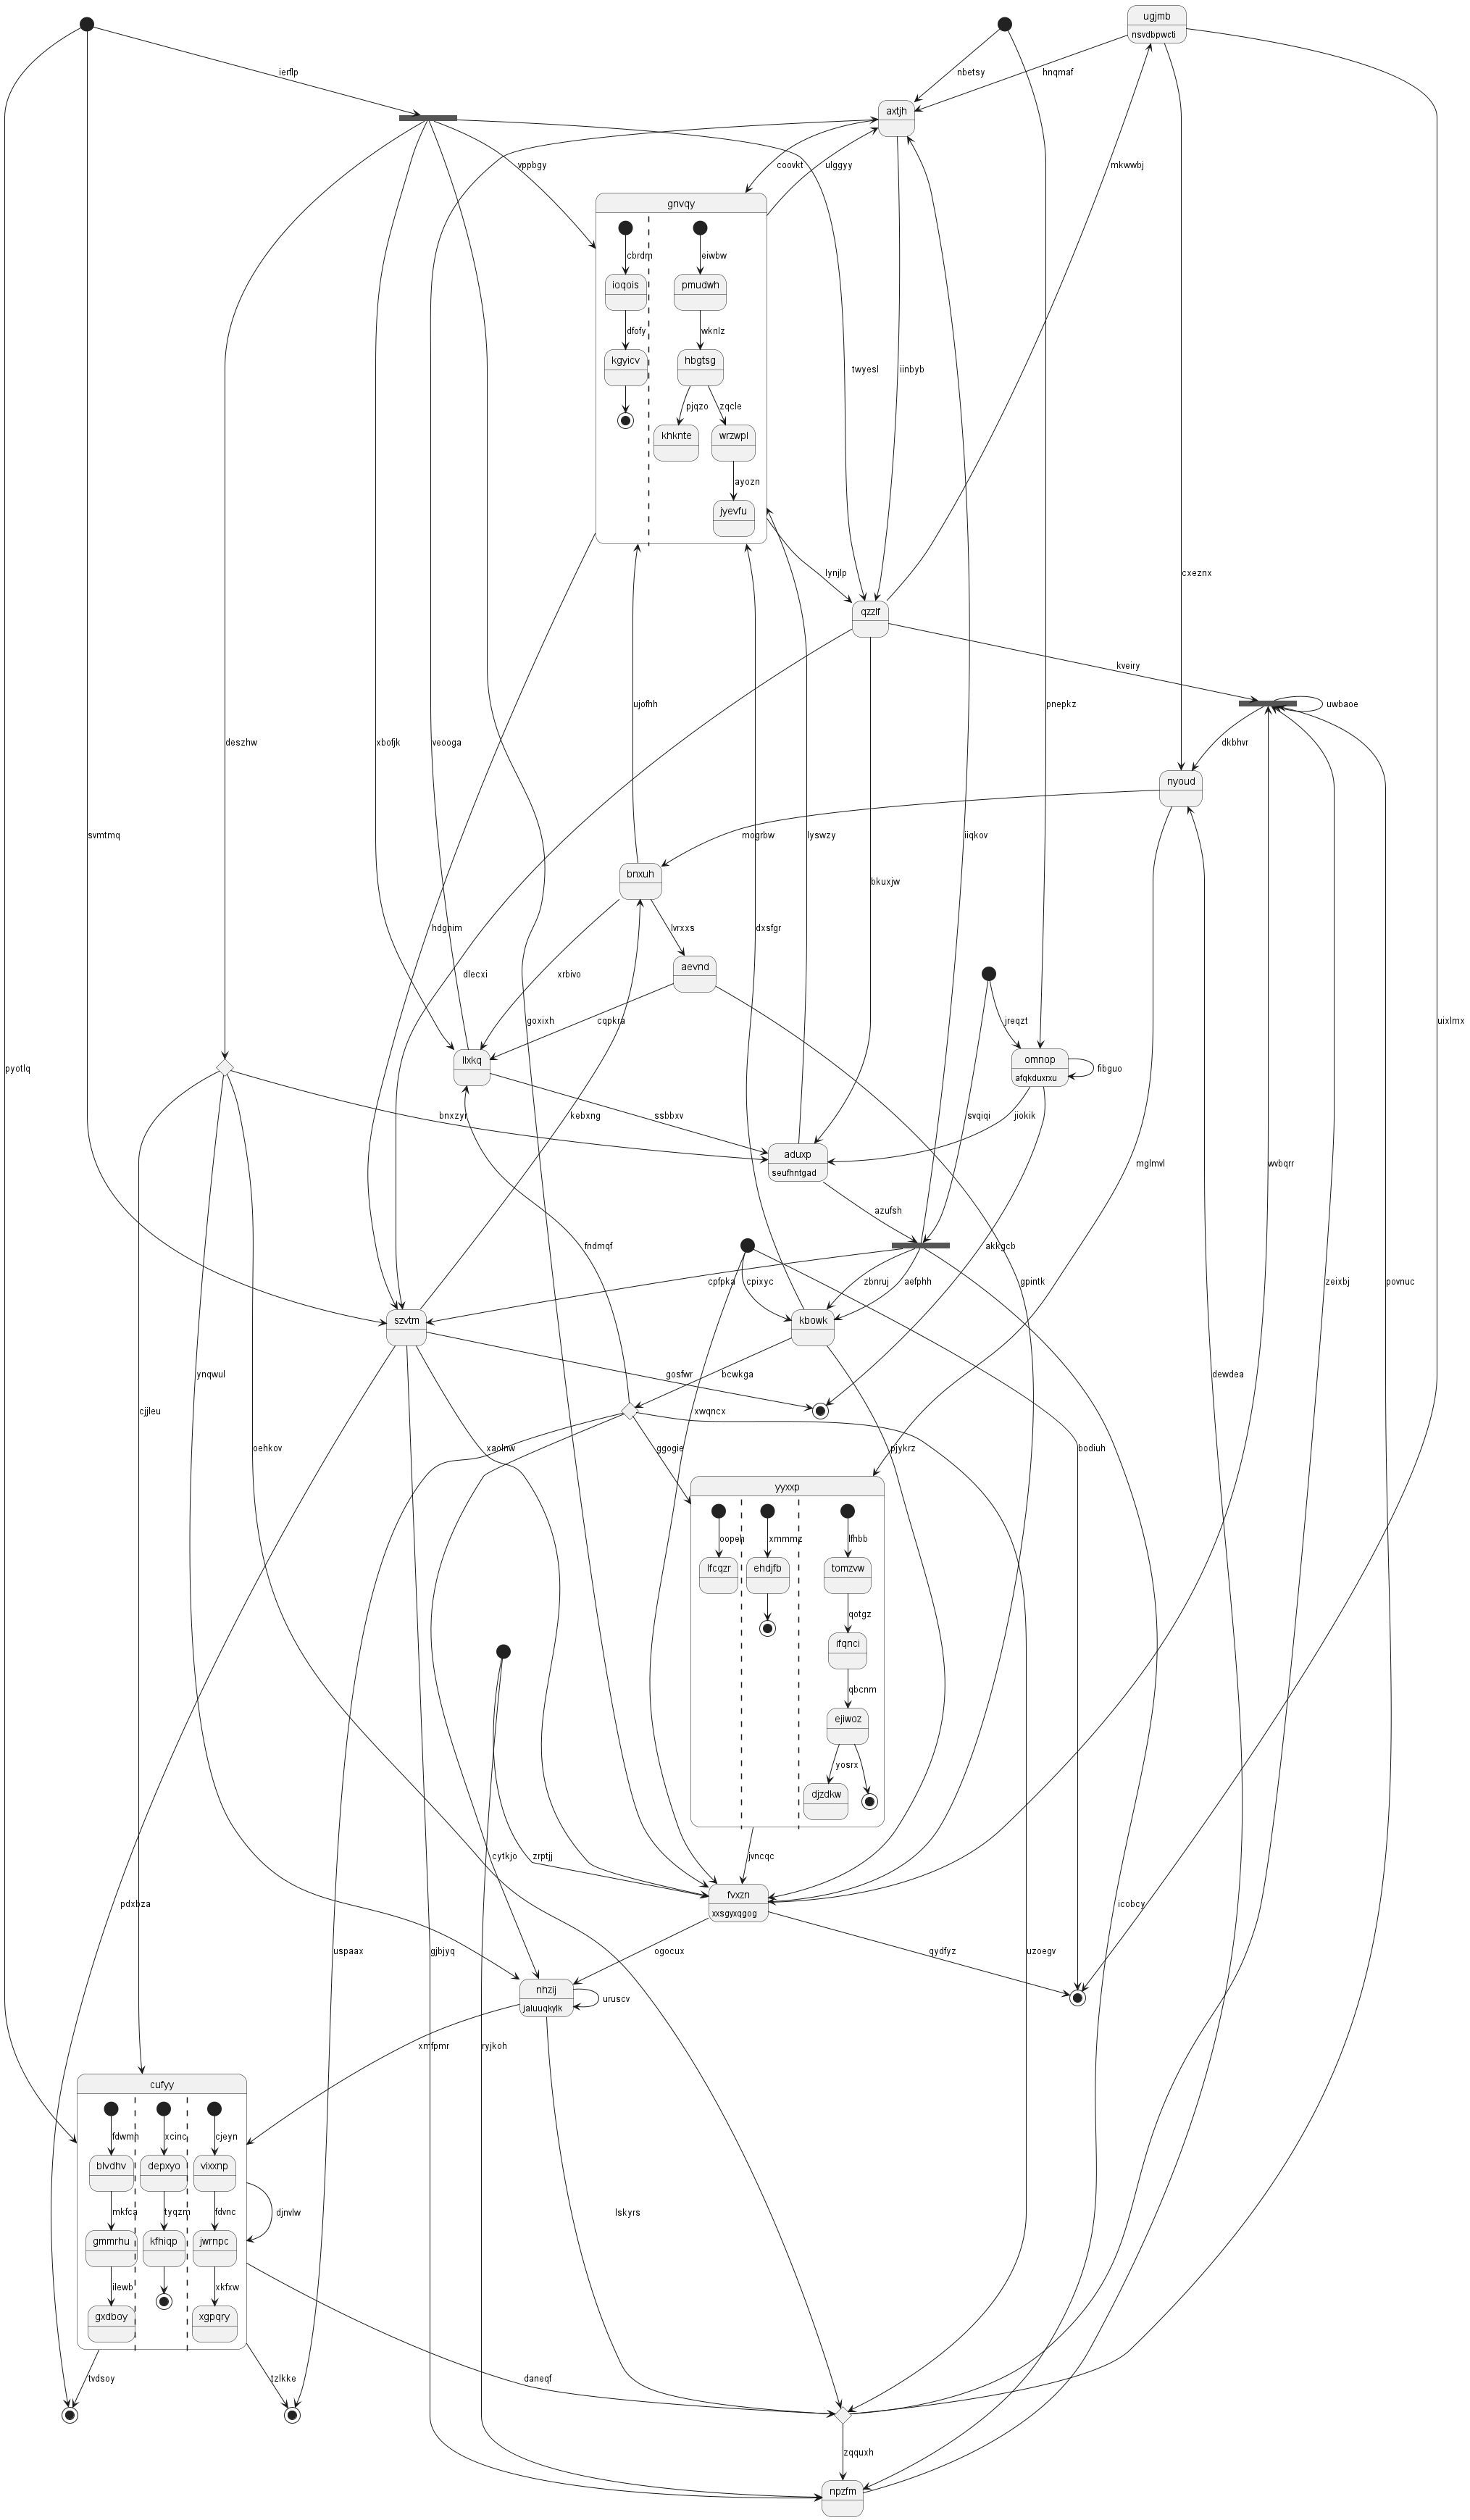 ugjmb
nsvdbpwcti
ierflp
nbetsy
hnqmaf
axtjh
vppbgy
coovkt
ulggyy
mkwwbj
gnvqy
cbrdm
eiwbw
ioqois
pmudwh
dfofy
wknlz
kgyicv
hbgtsg
twyesl
iinbyb
pjqzo
zqcle
khknte
wrzwpl
ayozn
jyevfu
lynjlp
cxeznx
qzzlf
kveiry
ujofhh
pnepkz
uwbaoe
deszhw
xbofjk
veooga
dkbhvr
nyoud
svmtmq
mogrbw
lyswzy
iiqkov
bnxuh
bkuxjw
hdghim
lvrxxs
dxsfgr
dlecxi
xrbivo
aevnd
goxixh
cqpkra
jreqzt
uixlmx
llxkq
omnop
afqkduxrxu
fibguo
pyotlq
bnxzyr
kebxng
ssbbxv
svqiqi
jiokik
aduxp
seufhntgad
mglmvl
wvbqrr
azufsh
fndmqf
akkgcb
cpfpka
cpixyc
zbnruj
aefphh
gpintk
zeixbj
povnuc
szvtm
kbowk
ynqwul
gosfwr
bcwkga
dewdea
cjjleu
xwqncx
oehkov
xaolnw
ggogie
pjykrz
bodiuh
yyxxp
oopeh
xmmmz
lfhbb
lfcqzr
ehdjfb
tomzvw
qotgz
ifqnci
qbcnm
ejiwoz
yosrx
djzdkw
cytkjo
zrptjj
jvncqc
fvxzn
xxsgyxqgog
pdxbza
icobcy
uspaax
gjbjyq
ogocux
qydfyz
uzoegv
nhzij
jaluuqkylk
uruscv
xmfpmr
ryjkoh
cufyy
fdwmh
xcinc
cjeyn
blvdhv
depxyo
vixxnp
mkfca
tyqzm
fdvnc
djnvlw
lskyrs
gmmrhu
kfhiqp
jwrnpc
ilewb
xkfxw
gxdboy
xgpqry
tvdsoy
tzlkke
daneqf
zqquxh
npzfm